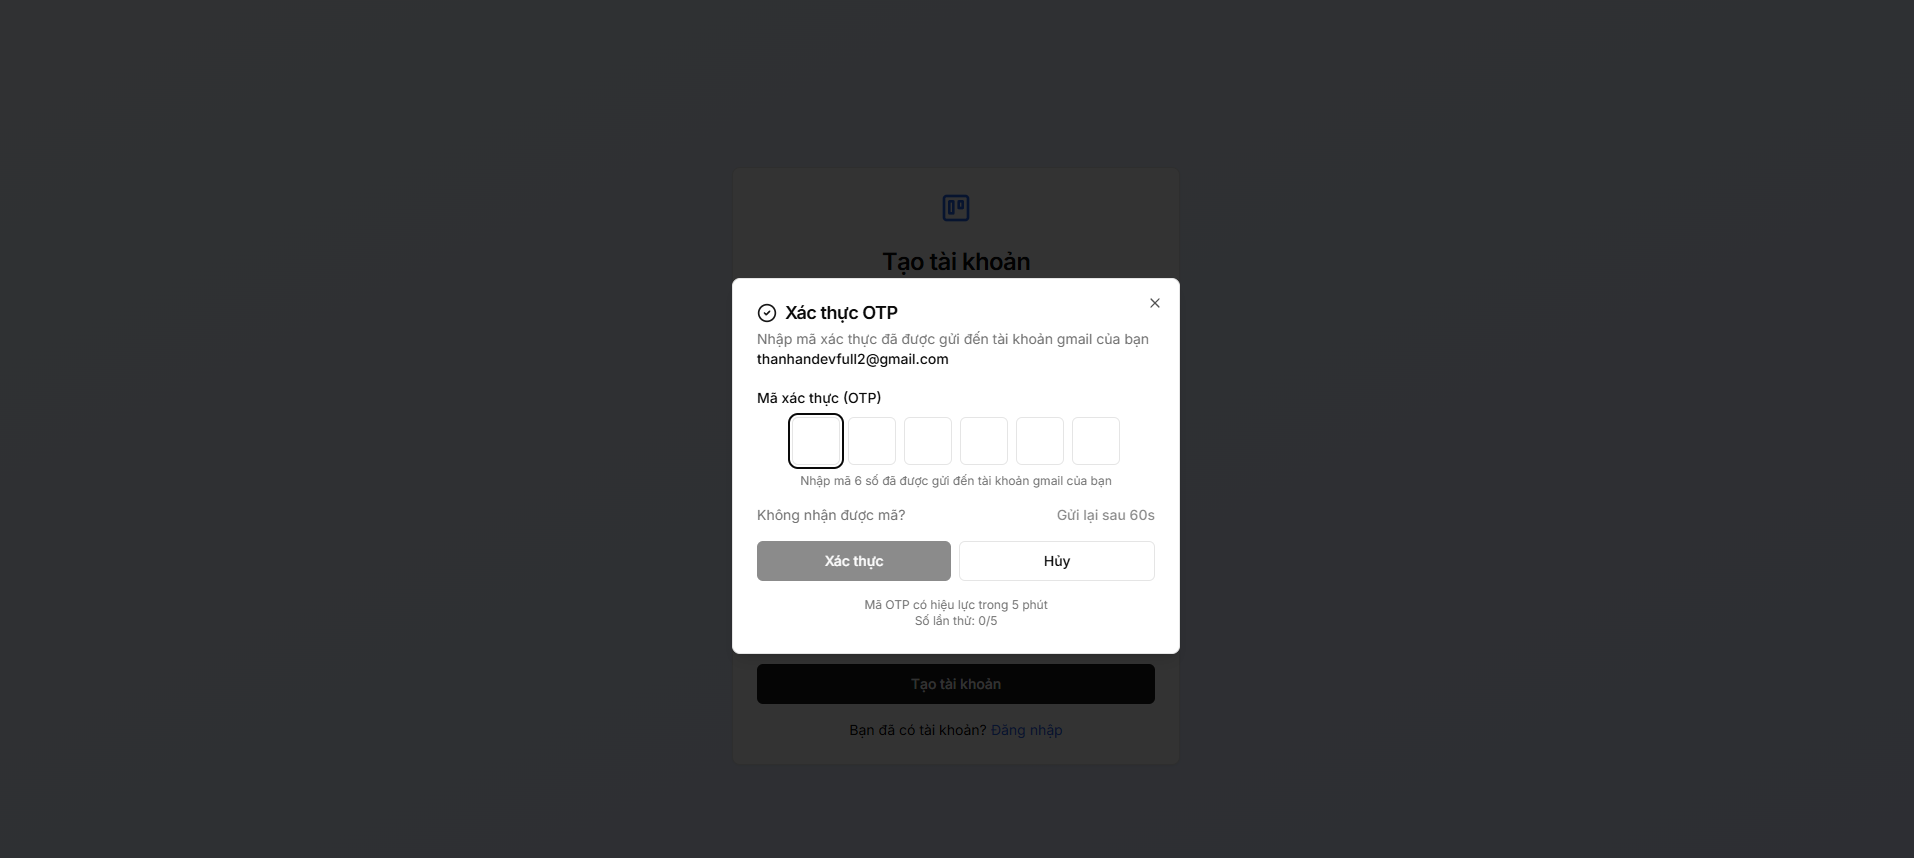 Tạo tài khoản
Xác thực OTP
Nhập mã xác thực đã được gửi đến tài khoản gmail của bạn
thanhandevfull2@gmail.com
Mã xác thực (OTP)
Nhập mã 6 số đã được gửi đến tài khoản gmail của bạn
Không nhận được mã? Gửi lại sau 60s
Xác thực Hủy
Mã OTP có hiệu lực trong 5 phút
Số lần thử: 0/5
Tạo tài khoản
Bạn đã có tài khoản? Đăng nhập